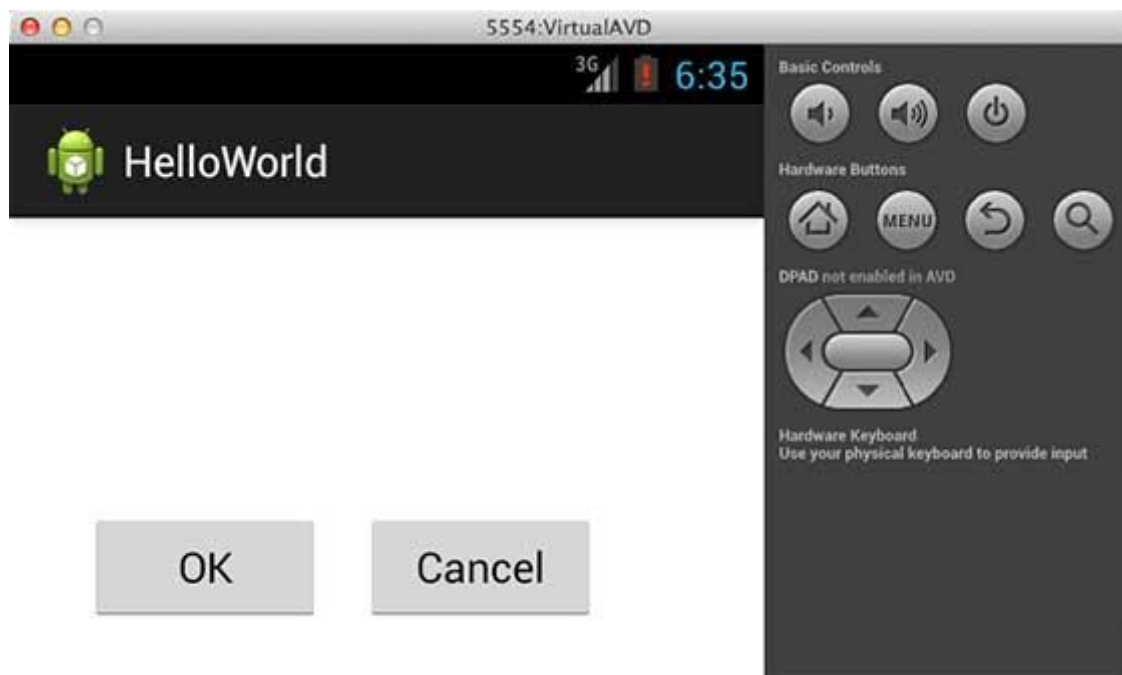 5554:VirtualAVD
3G 6:35
HelloWorld
OK
Cancel
Basic Controls
Hardware Buttons
MENU
DPAD not enabled in AVD
Hardware Keyboard
Use your physical keyboard to provide input